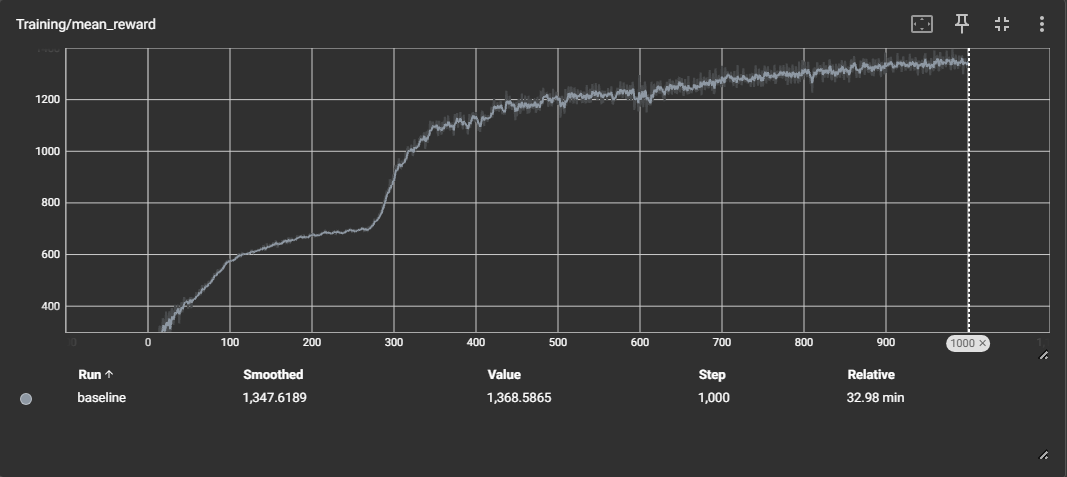 Training/mean_reward
1200
1000
800
600
400
0 100 200 300 400 500 600 700 800 900 1000 ×
Run ↑ Smoothed Value Step Relative
baseline 1,347.6189 1,368.5865 1,000 32.98 min